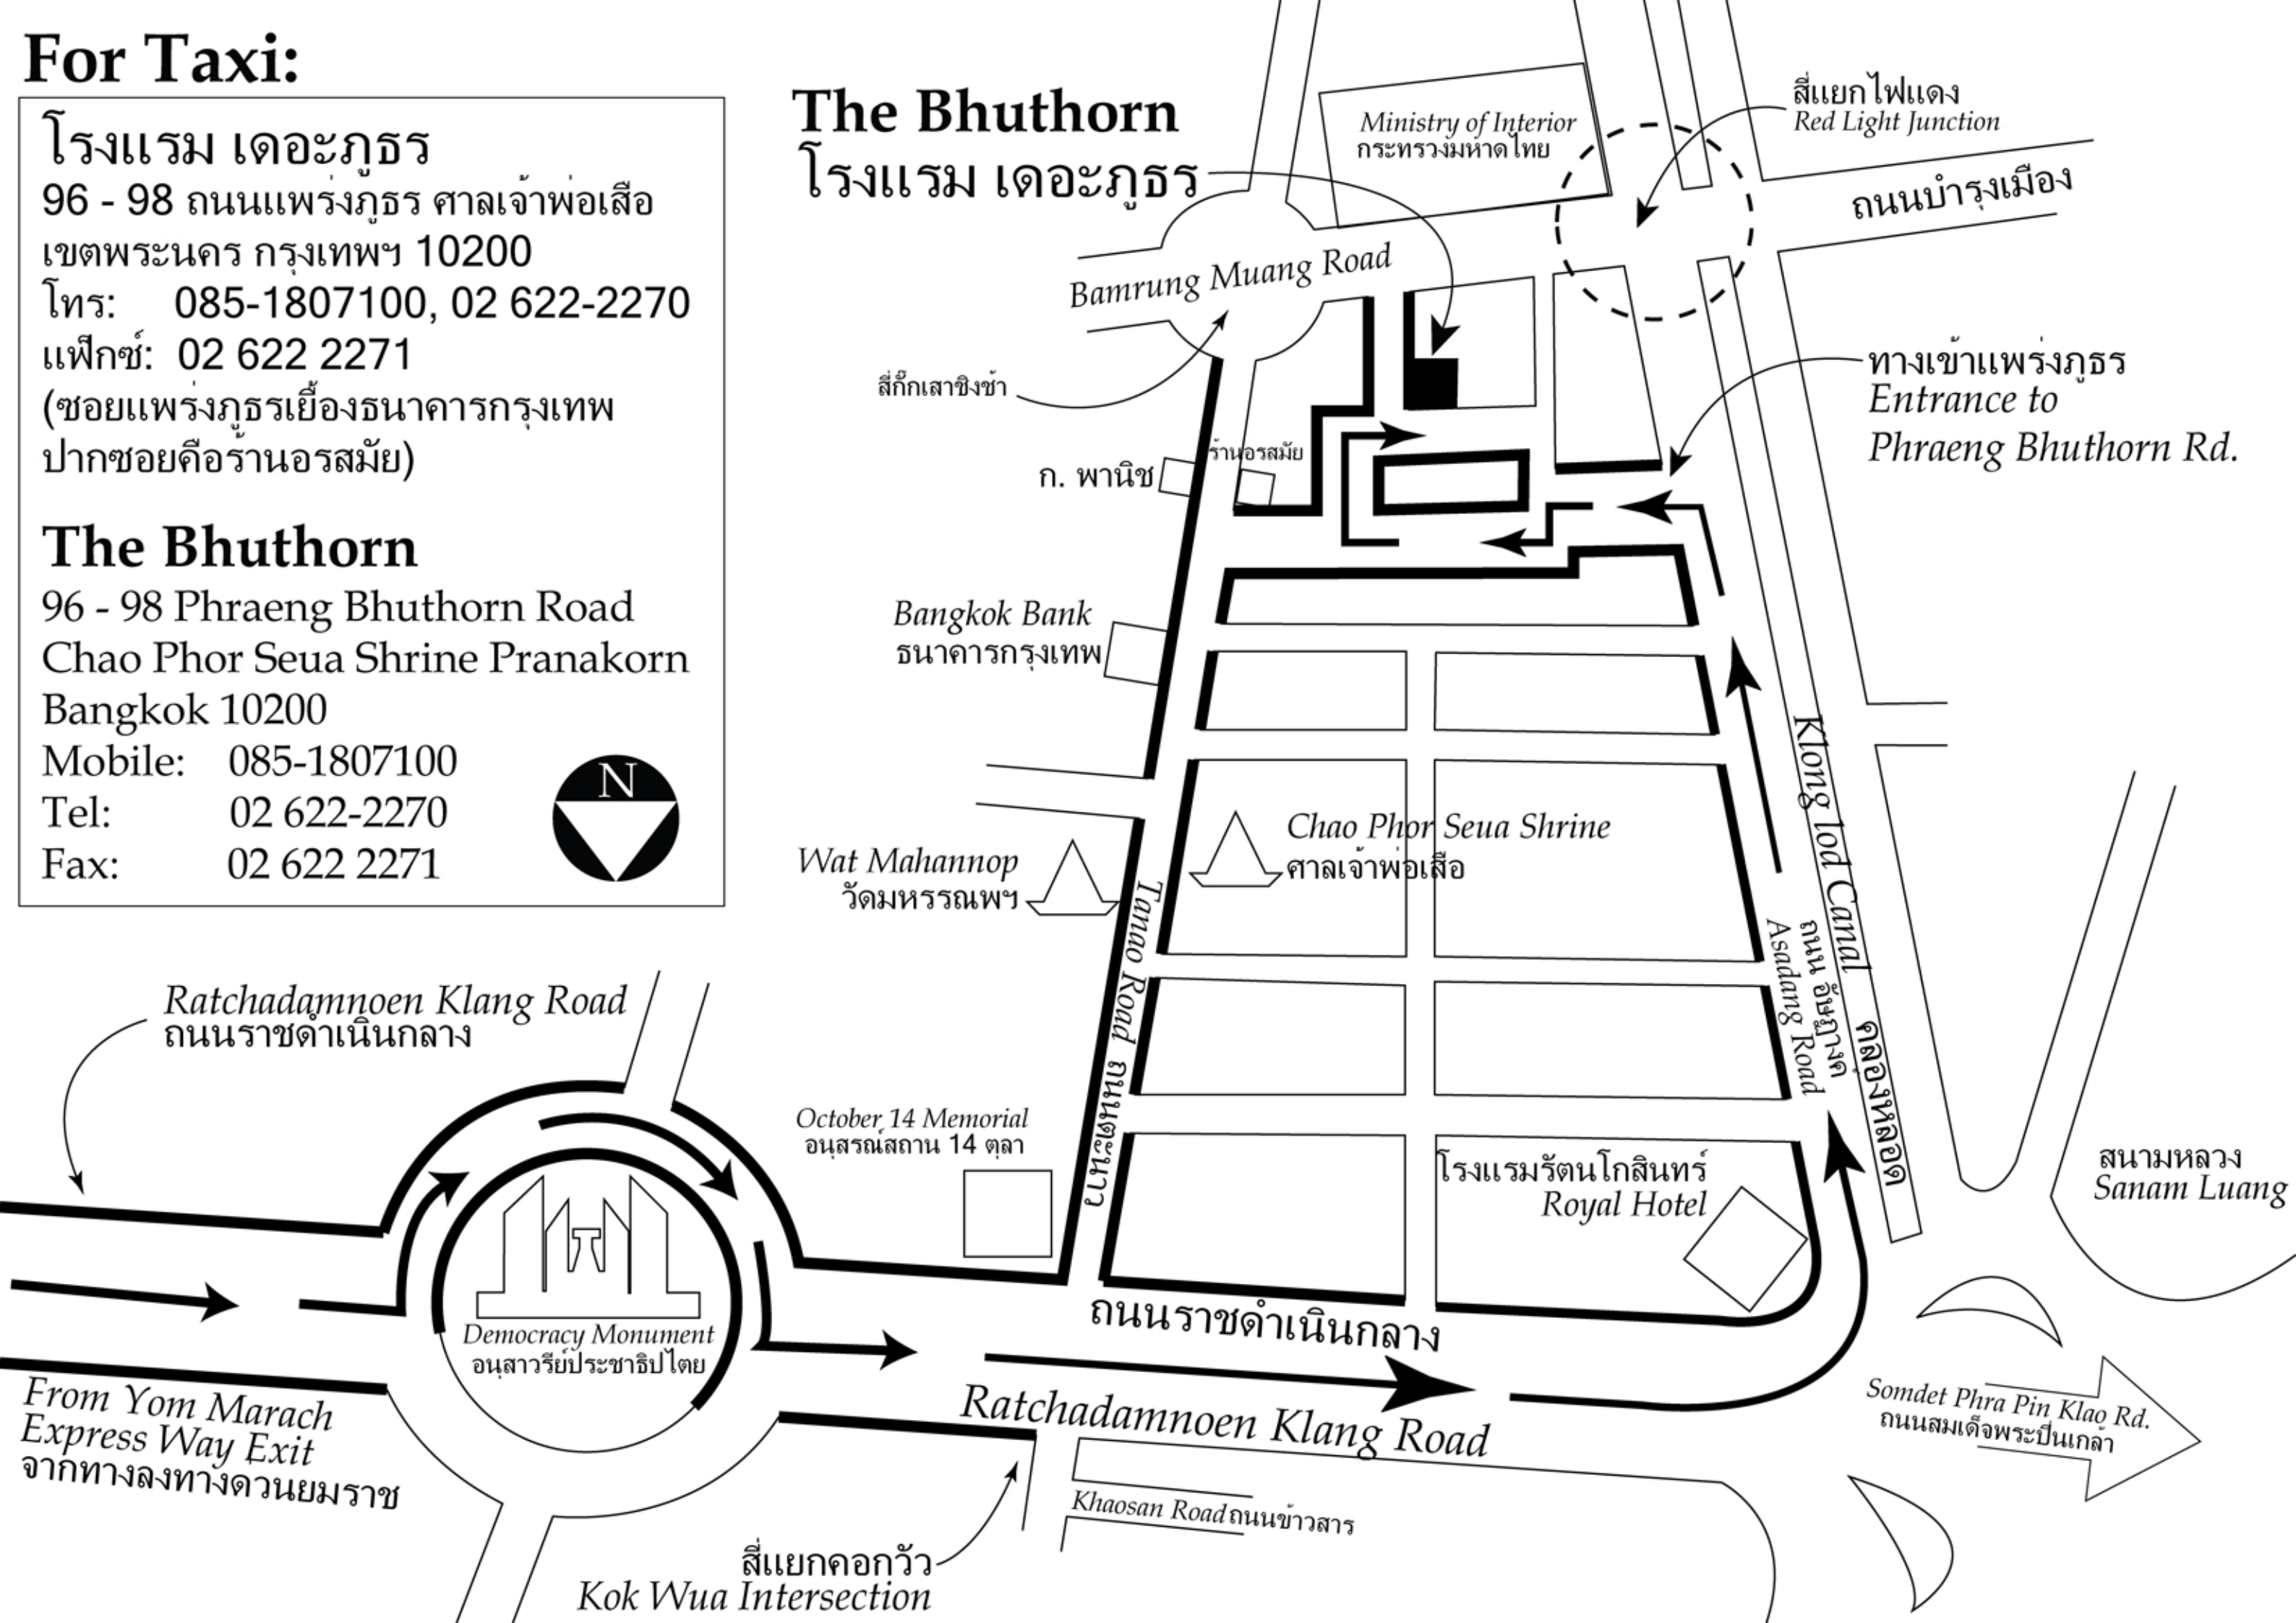 For Taxi:
โรงแรม เดอะภูธร
96 - 98 ถนนแพร่งภูธร ศาลเจ้าพ่อเสือ
เขตพระนคร กรุงเทพฯ 10200
โทร: 085-1807100, 02 622-2270
แฟ็กซ์: 02 622 2271
(ซอยแพร่งภูธรเยื้องธนาคารกรุงเทพ
ปากซอยคือร้านอรสมัย)
The Bhuthorn
96 - 98 Phraeng Bhuthorn Road
Chao Phor Seua Shrine Pranakorn
Bangkok 10200
Mobile: 085-1807100
Tel: 02 622-2270
Fax: 02 622 2271
N
The Bhuthorn
โรงแรม เดอะภูธร
Ministry of Interior
กระทรวงมหาดไทย
สี่แยกไฟแดง
Red Light Junction
ถนนบำรุงเมือง
Bamrung Muang Road
สี่กั๊กเสาชิงช้า
ทางเข้าแพร่งภูธร
Entrance to
Phraeng Bhuthorn Rd.
ก. พานิช
ร้านอรสมัย
Bangkok Bank
ธนาคารกรุงเทพ
Klong lod Canal
คลองหลอด
Chao Phor Seua Shrine
ศาลเจ้าพ่อเสือ
Wat Mahannop
วัดมหรรณพฯ
Tanao Road ถนนตะนาว
ถนน อัษฎางค์
Asadang Road
Ratchadamnoen Klang Road
ถนนราชดำเนินกลาง
October 14 Memorial
อนุสรณ์สถาน 14 ตุลา
โรงแรมรัตนโกสินทร์
Royal Hotel
สนามหลวง
Sanam Luang
Democracy Monument
อนุสาวรีย์ประชาธิปไตย
ถนนราชดำเนินกลาง
Ratchadamnoen Klang Road
From Yom Marach
Express Way Exit
จากทางลงทางด่วนยมราช
Somdet Phra Pin Klao Rd.
ถนนสมเด็จพระปิ่นเกล้า
Khaosan Road ถนนข้าวสาร
สี่แยกคอกวัว
Kok Wua Intersection